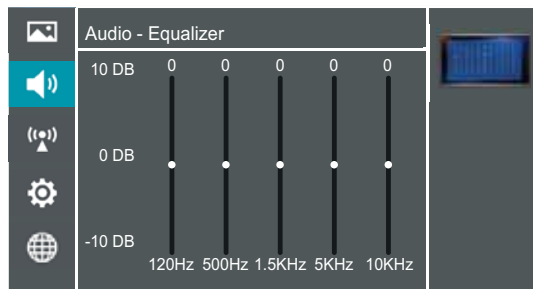 Audio - Equalizer
10 DB 0 0 0 0 0
0 DB
-10 DB
120Hz 500Hz 1.5KHz 5KHz 10KHz